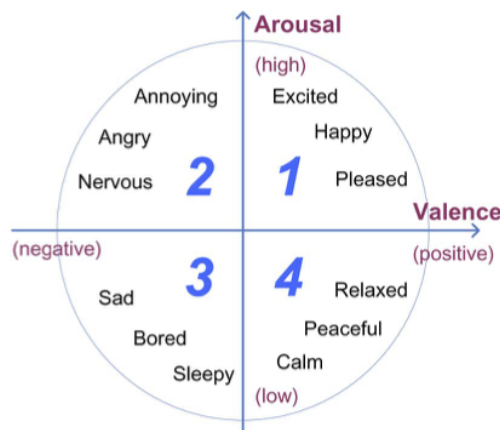 Arousal
(high)
Annoying
Excited
Angry
Happy
Nervous
2
1
Pleased
Valence
(negative)
(positive)
3
4
Sad
Relaxed
Bored
Peaceful
Sleepy
Calm
(low)